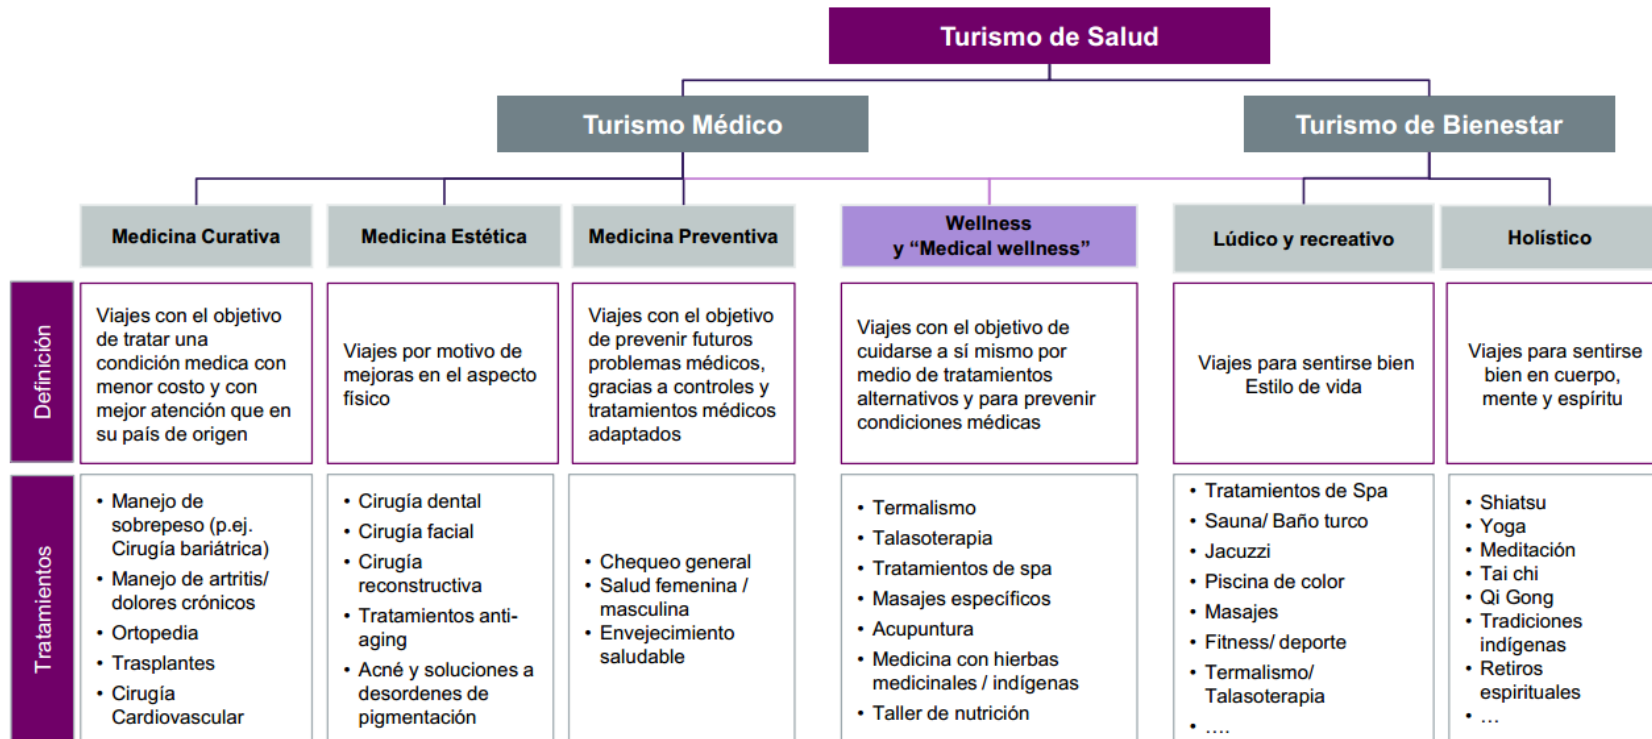 Turismo de Salud
Turismo Médico
Turismo de Bienestar
Medicina Curativa
Medicina Estética
Medicina Preventiva
Wellness
y “Medical wellness”
Lúdico y recreativo
Holístico
Definición
Viajes con el objetivo
de tratar una
condición medica con
menor costo y con
mejor atención que en
su país de origen
Viajes por motivo de
mejoras en el aspecto
físico
Viajes con el objetivo
de prevenir futuros
problemas médicos,
gracias a controles y
tratamientos médicos
adaptados
Viajes con el objetivo de
cuidarse a sí mismo por
medio de tratamientos
alternativos y para prevenir
condiciones médicas
Viajes para sentirse bien
Estilo de vida
Viajes para sentirse
bien en cuerpo,
mente y espíritu
Tratamientos
• Manejo de
sobrepeso (p.ej.
Cirugía bariátrica)
• Manejo de artritis/
dolores crónicos
• Ortopedia
• Trasplantes
• Cirugía
Cardiovascular
• Cirugía dental
• Cirugía facial
• Cirugía
reconstructiva
• Tratamientos anti-
aging
• Acné y soluciones a
desordenes de
pigmentación
• Chequeo general
• Salud femenina /
masculina
• Envejecimiento
saludable
• Termalismo
• Talasoterapia
• Tratamientos de spa
• Masajes específicos
• Acupuntura
• Medicina con hierbas
medicinales / indígenas
• Taller de nutrición
• Tratamientos de Spa
• Sauna/ Baño turco
• Jacuzzi
• Piscina de color
• Masajes
• Fitness/ deporte
• Termalismo/
Talasoterapia
• ....
• Shiatsu
• Yoga
• Meditación
• Tai chi
• Qi Gong
• Tradiciones
indígenas
• Retiros
espirituales
• ...